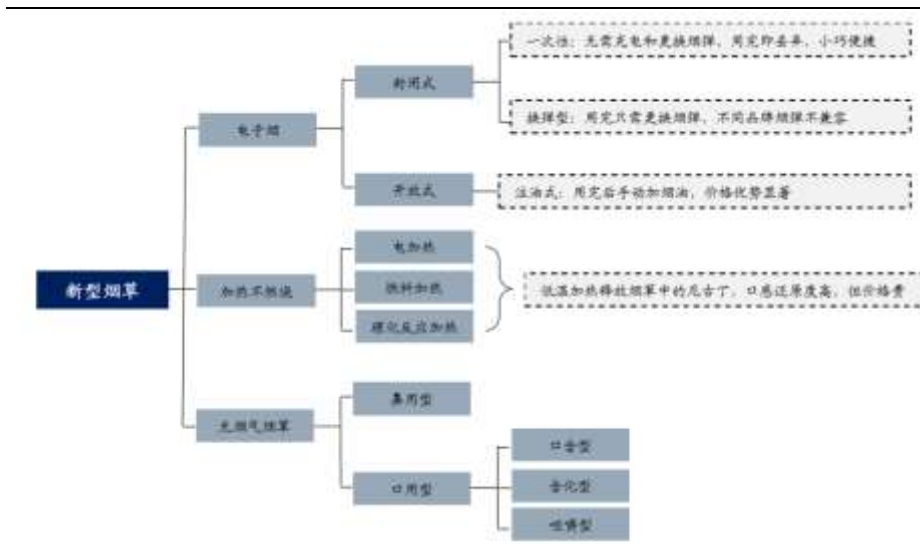 一次性：无需充电和更换烟弹，用完即丢弃，小巧便捷
封闭式
换弹型：用完只需更换烟弹，不同品牌烟弹不兼容
电子烟
开放式
注油式：用完后手动加烟油，价格优势显著
电加热
新型烟草
加热不燃烧
燃料加热
低温加热释放烟草中的尼古丁，口感还原度高，但价格贵
理化反应加热
鼻用型
无烟气烟草
口含型
口用型
含化型
咀嚼型